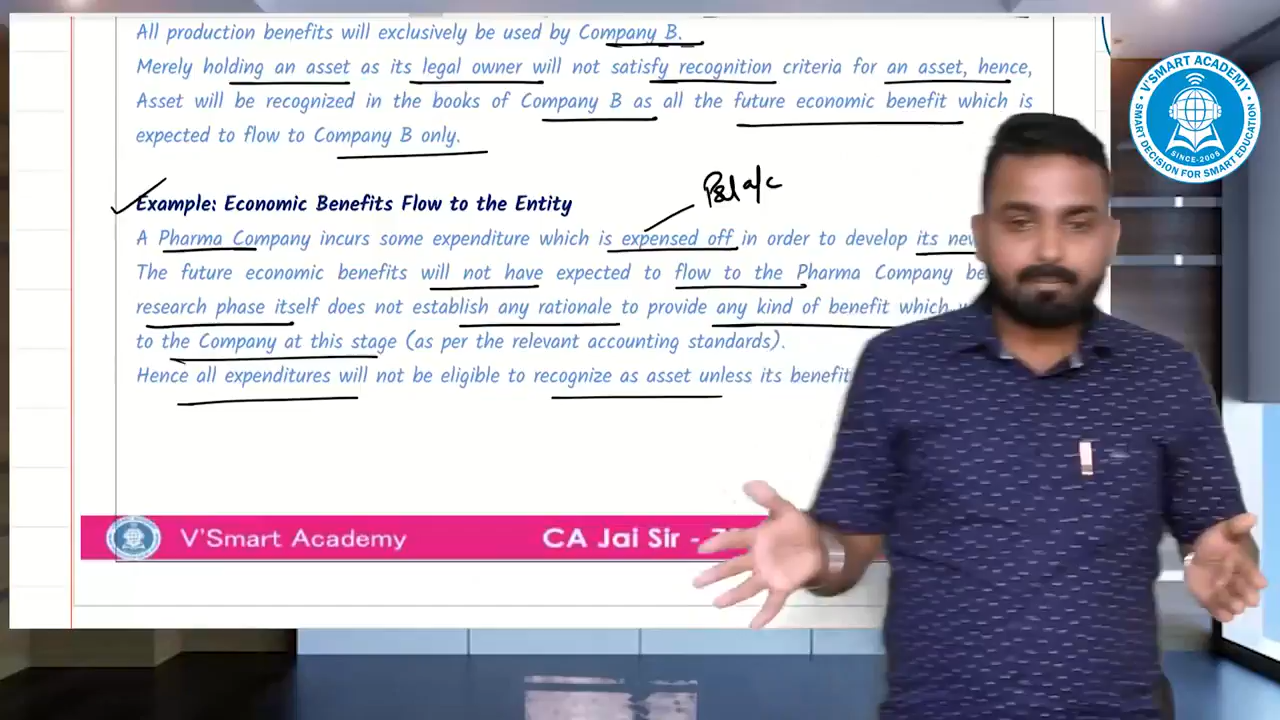 All production benefits will exclusively be used by Company B.
Merely holding an asset as its legal owner will not satisfy recognition criteria for an asset, hence,
Asset will be recognized in the books of Company B as all the future economic benefit which is
expected to flow to Company B only.
P&L a/c
Example: Economic Benefits Flow to the Entity
A Pharma Company incurs some expenditure which is expensed off in order to develop its new
The future economic benefits will not have expected to flow to the Pharma Company
research phase itself does not establish any rationale to provide any kind of benefit which
to the Company at this stage (as per the relevant accounting standards).
Hence all expenditures will not be eligible to recognize as asset unless its benefit
V'Smart Academy
CA Jai Sir -
V'SMART ACADEMY
SMART DECISION FOR SMART EDUCATION
SINCE-2006